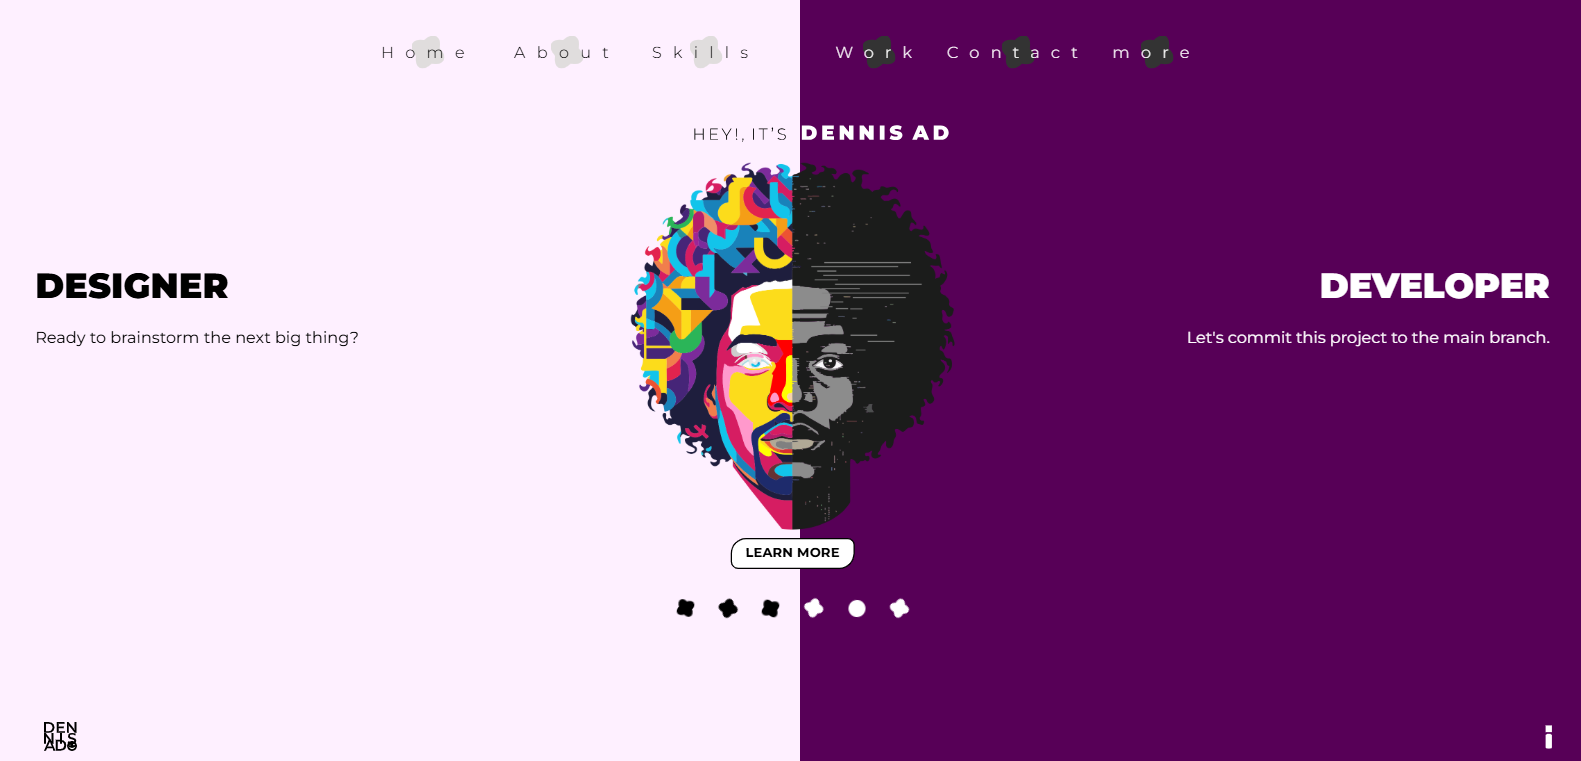 Home About Skills Work Contact more
HEY!, IT'S DENNIS AD
DESIGNER
DEVELOPER
Ready to brainstorm the next big thing?
Let's commit this project to the main branch.
LEARN MORE
DEN
NIS
ADO
i